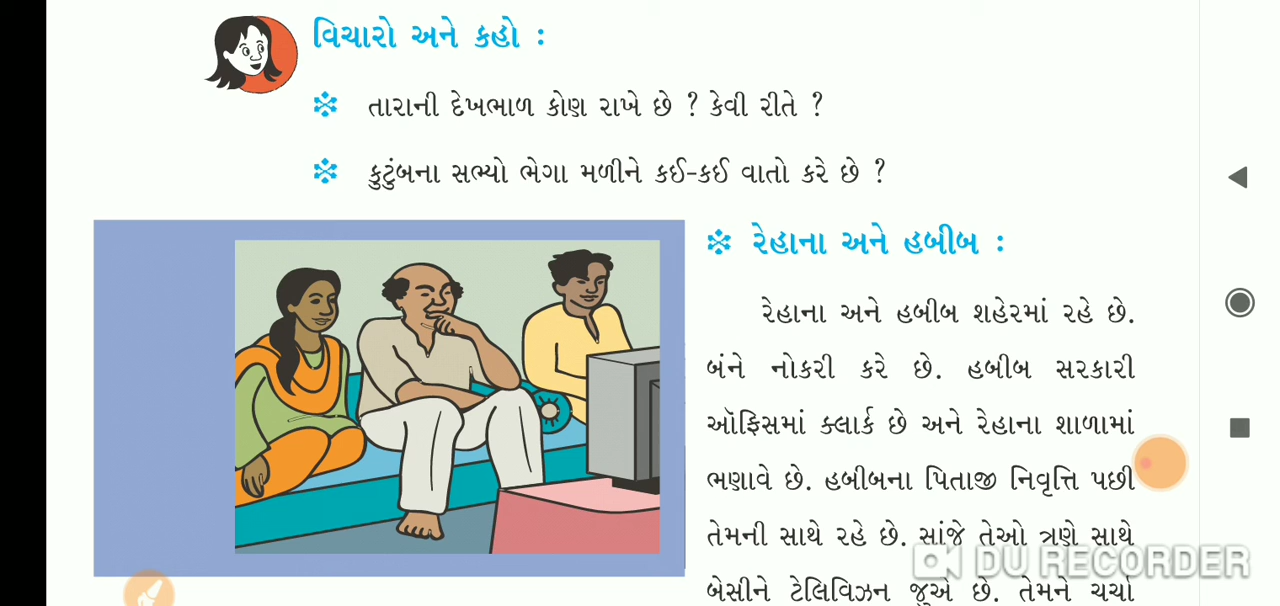 વિચારો અને કહો :
તારાની દેખભાળ કોણ રાખે છે ? કેવી રીતે ?
કુટુંબના સભ્યો ભેગા મળીને કઈ-કઈ વાતો કરે છે ?
રેહાના અને હબીબ :
રેહાના અને હબીબ શહેરમાં રહે છે.
બંને નોકરી કરે છે. હબીબ સરકારી
ઑફિસમાં ક્લાર્ક છે અને રેહાના શાળામાં
ભણાવે છે. હબીબના પિતાજી નિવૃત્તિ પછી
તેમની સાથે રહે છે. સાંજે તેઓ ત્રણે સાથે
DU RECORDER
બેસીને ટેલિવિઝન જુએ છે. તેમને ચર્ચા